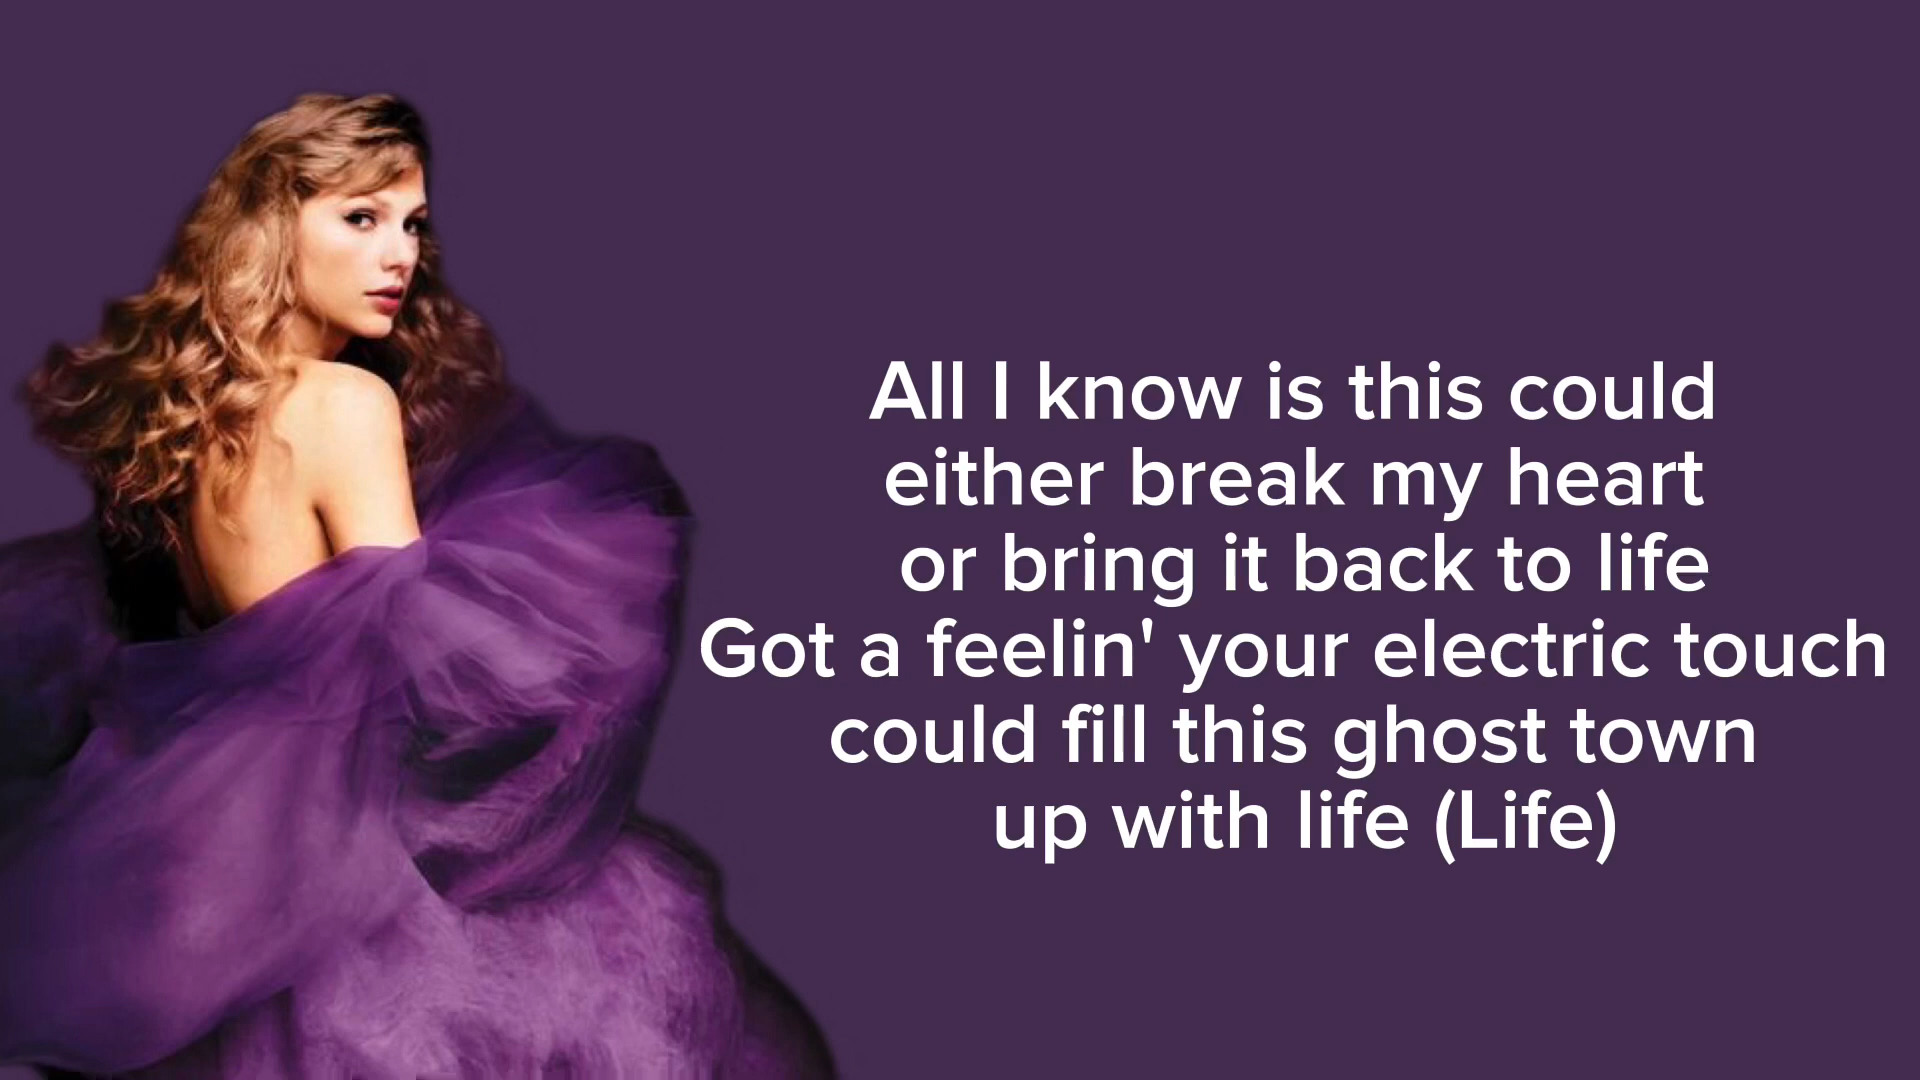 All I know is this could
either break my heart
or bring it back to life
Got a feelin' your electric touch
could fill this ghost town
up with life (Life)